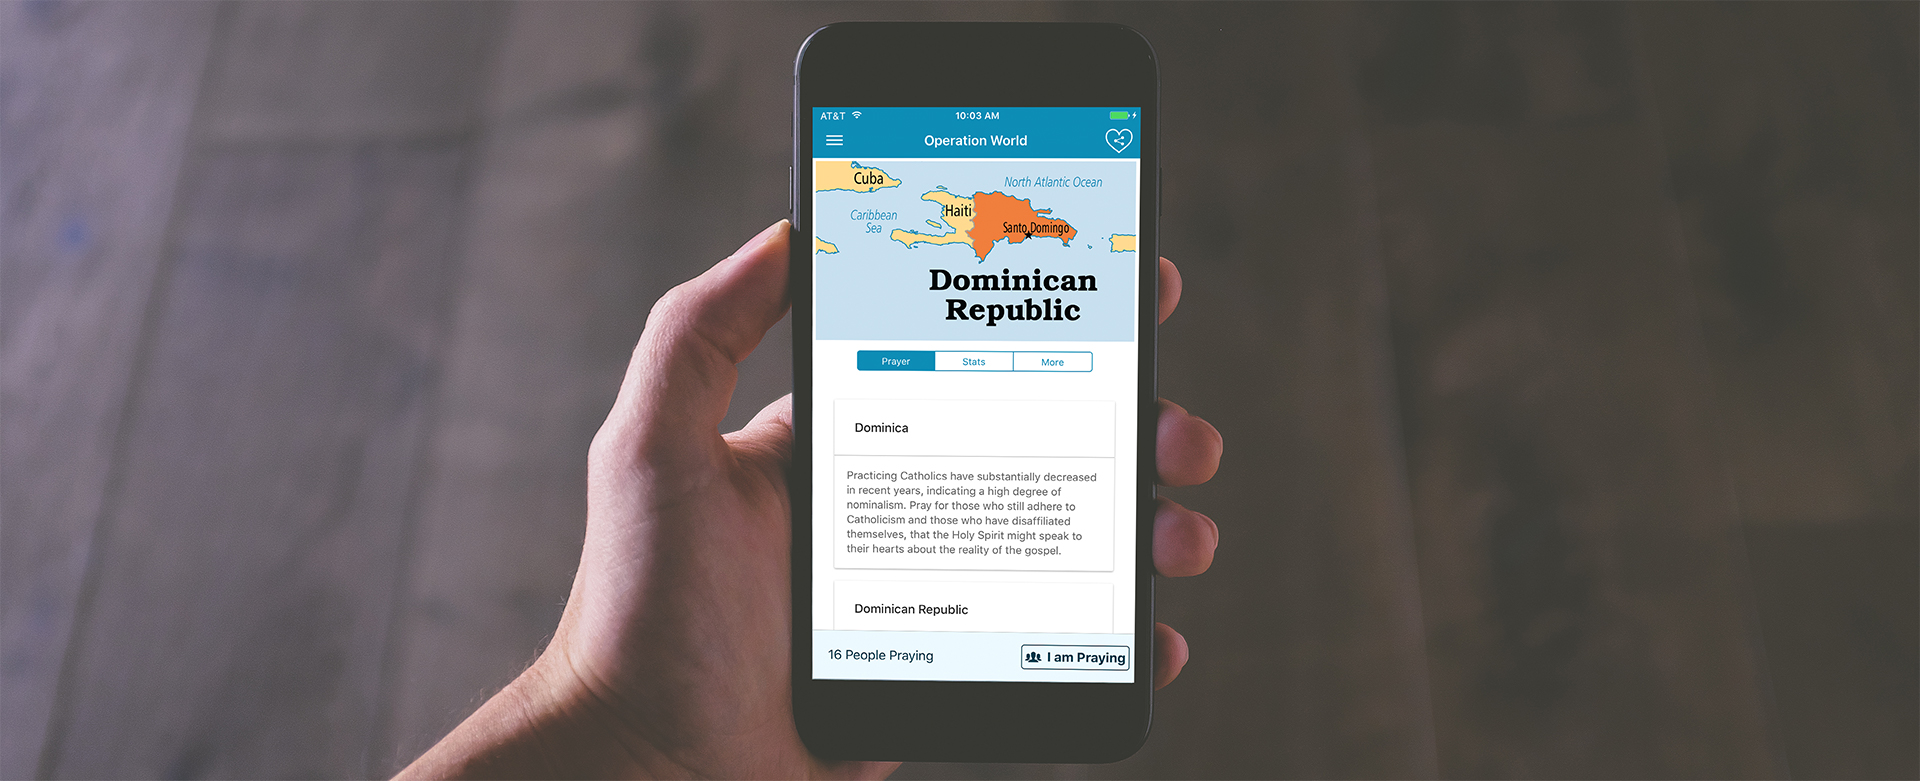 AT&T 10:03 AM
Operation World
Cuba
North Atlantic Ocean
Haiti
Caribbean
Sea
Santo Domingo
Dominican
Republic
Prayer Stats More
Dominica
Practicing Catholics have substantially decreased
in recent years, indicating a high degree of
nominalism. Pray for those who still adhere to
Catholicism and those who have disaffiliated
themselves, that the Holy Spirit might speak to
their hearts about the reality of the gospel.
Dominican Republic
16 People Praying I am Praying